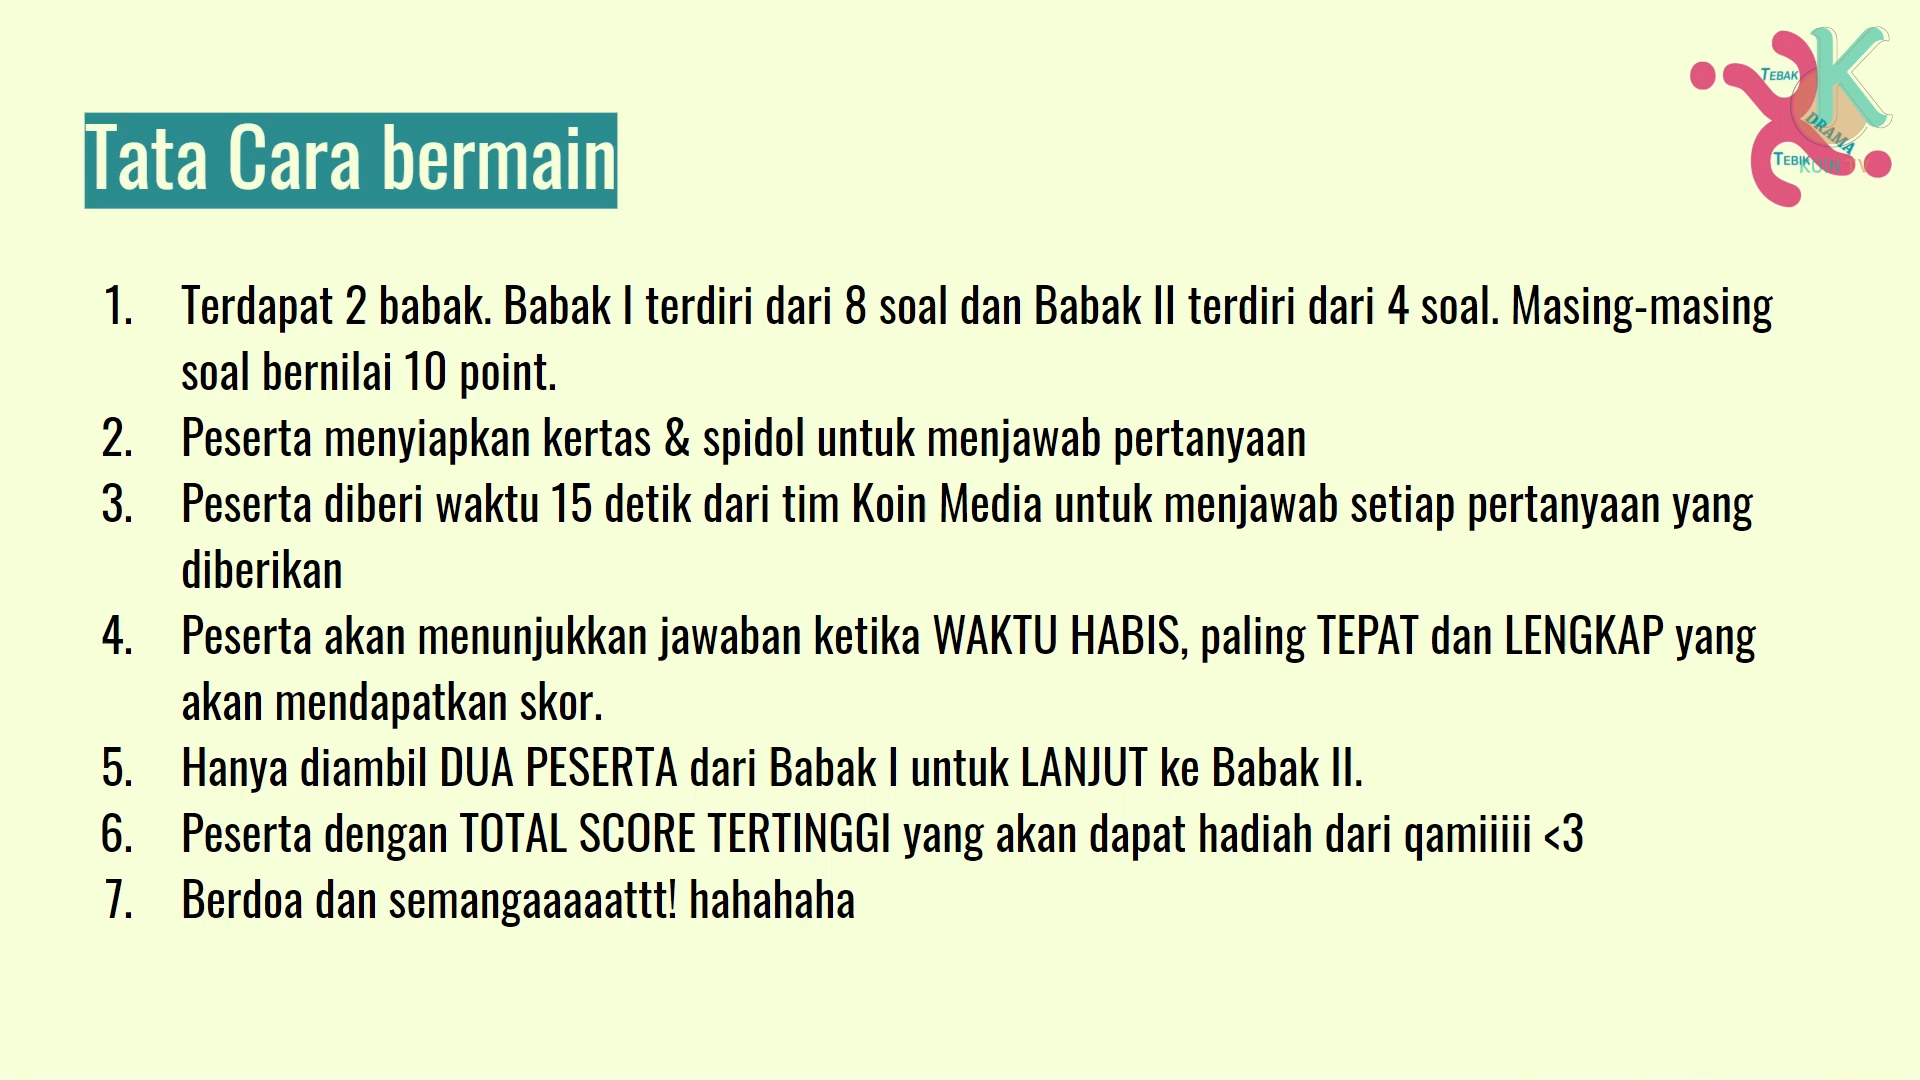 Tata Cara bermain
TEBAK
K
DRAMA
TEBIK
KOIN TV
1. Terdapat 2 babak. Babak I terdiri dari 8 soal dan Babak II terdiri dari 4 soal. Masing-masing
soal bernilai 10 point.
2. Peserta menyiapkan kertas & spidol untuk menjawab pertanyaan
3. Peserta diberi waktu 15 detik dari tim Koin Media untuk menjawab setiap pertanyaan yang
diberikan
4. Peserta akan menunjukkan jawaban ketika WAKTU HABIS, paling TEPAT dan LENGKAP yang
akan mendapatkan skor.
5. Hanya diambil DUA PESERTA dari Babak I untuk LANJUT ke Babak II.
6. Peserta dengan TOTAL SCORE TERTINGGI yang akan dapat hadiah dari qamiiiii <3
7. Berdoa dan semangaaaaattt! hahahaha